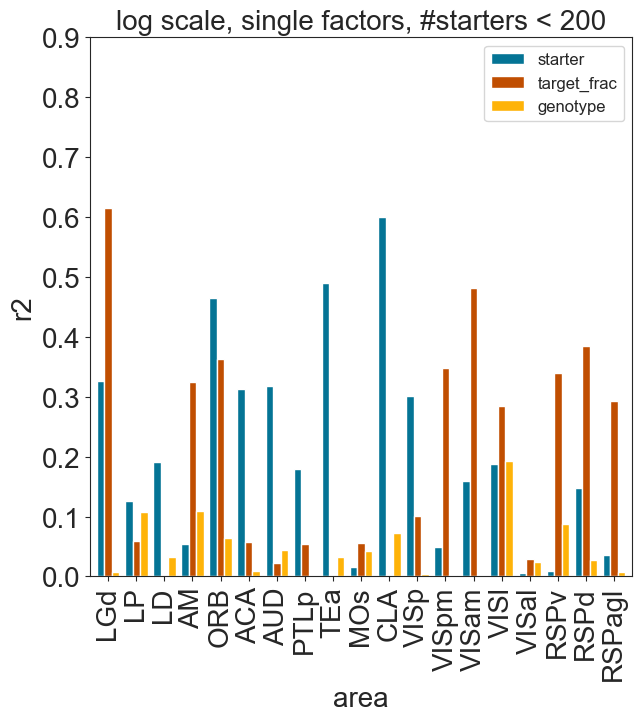 log scale, single factors, #starters < 200
starter
target_frac
genotype
0.9
0.8
0.7
0.6
0.5
0.4
0.3
0.2
0.1
0.0
r2
LGd
LP
LD
AM
ORB
ACA
AUD
PTLp
TEa
MOs
CLA
VISp
VISpm
VISam
VISl
VISal
RSPv
RSPd
RSPagl
area